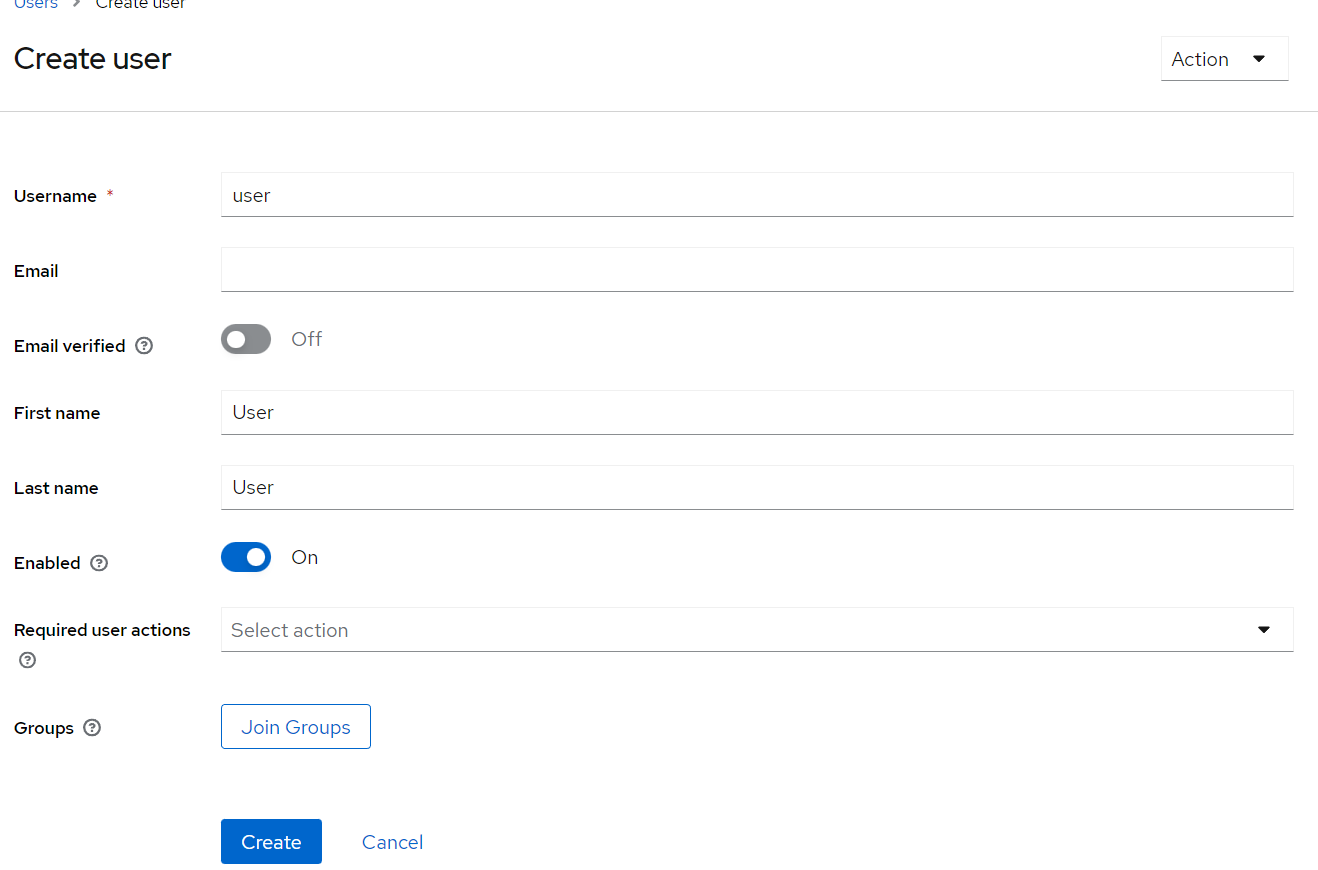 Users > Create user
Create user
Action
Username *
user
Email
Email verified
Off
First name
User
Last name
User
Enabled
On
Required user actions
Select action
Groups
Join Groups
Create
Cancel